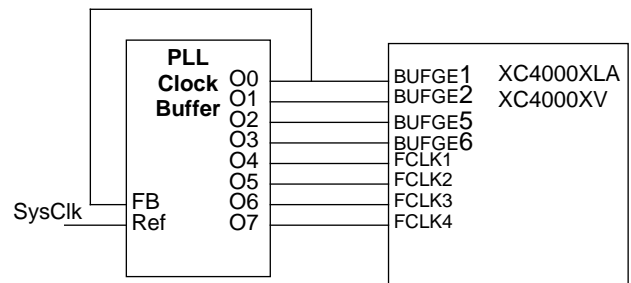 PLL
Clock
Buffer
O0
O1
O2
O3
O4
O5
O6
O7
FB
Ref
SysClk
BUFGE1
BUFGE2
BUFGE5
BUFGE6
FCLK1
FCLK2
FCLK3
FCLK4
XC4000XLA
XC4000XV